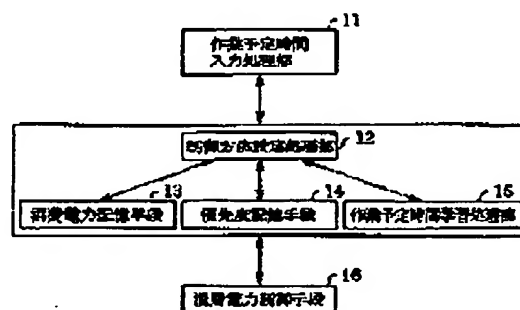 11
作業予定時間
入力処理部
12
制御方法設定処理部
13
14
15
消費電力記憶手段
優先度記憶手段
作業予定時間学習処理部
16
消費電力制御手段